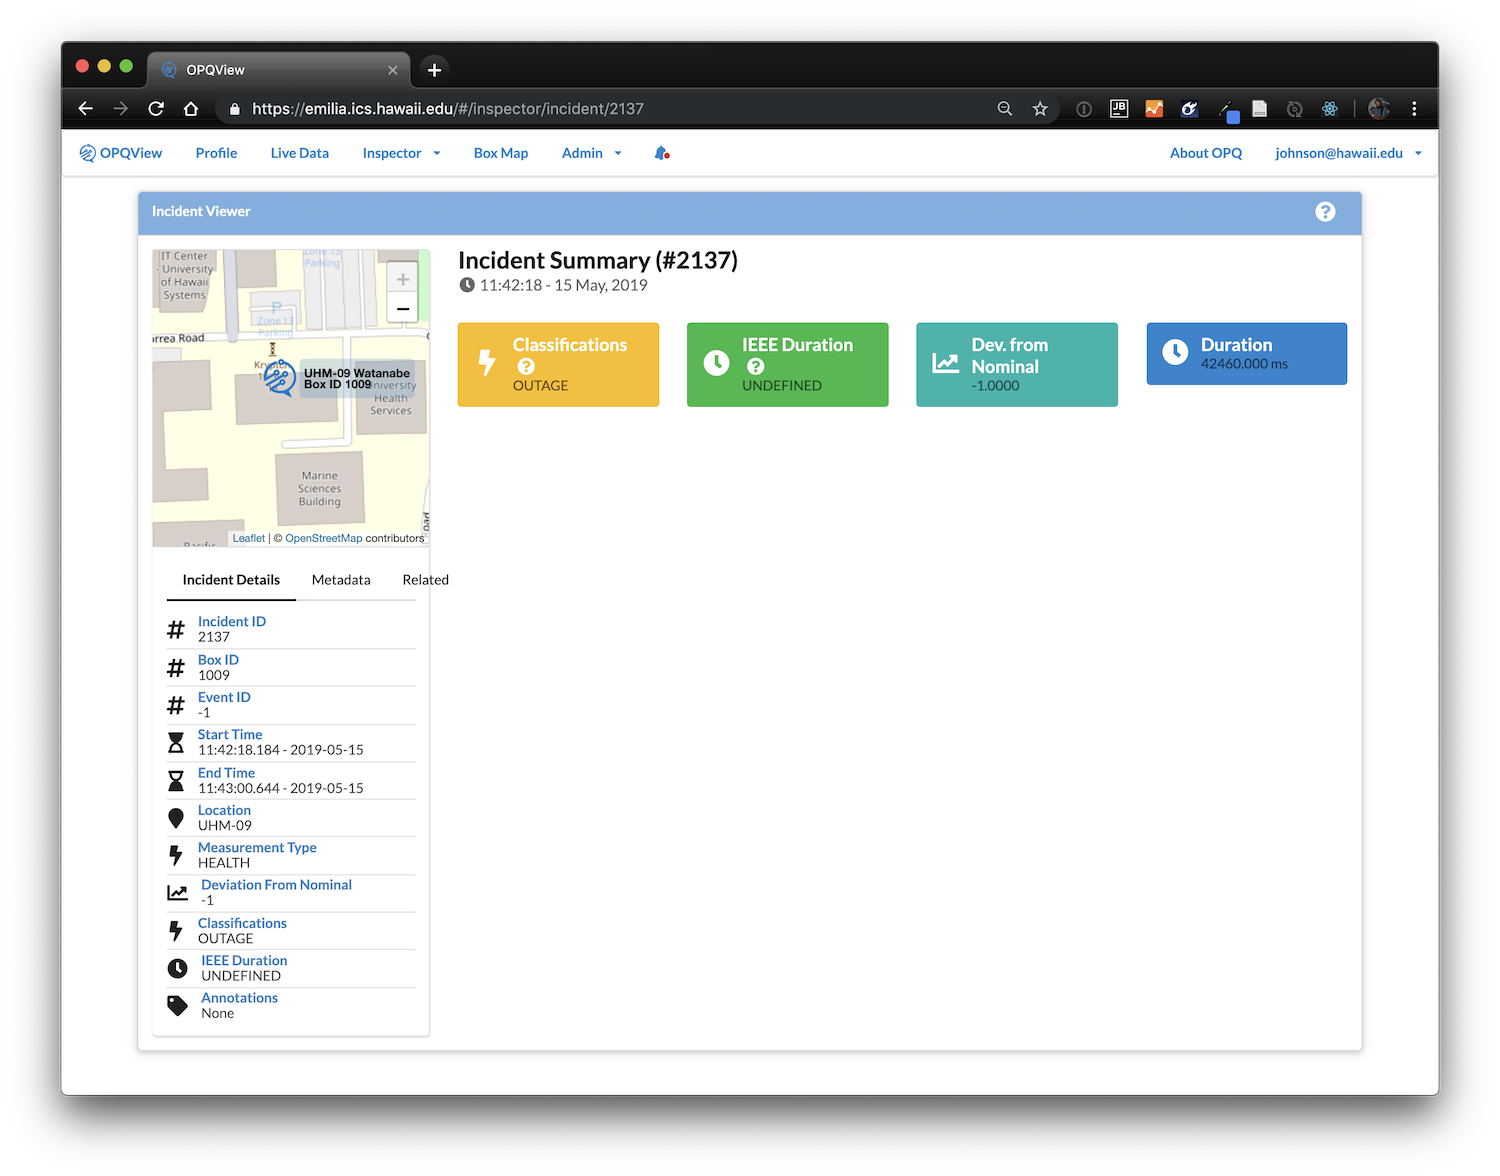 OPQView
https://emilia.ics.hawaii.edu/#/inspector/incident/2137
JB
OPQView
Profile
Live Data
Inspector
Box Map
Admin
About OPQ
johnson@hawaii.edu
Incident Viewer
IT Center
- University
of Hawaii
Systems
Zone 13
Parking
+
−
P
Zone 13
Parking
rrea Road
UHM-09 Watanabe
Box ID 1009
University
Health
Services
Marine
Sciences
Building
Road
Pacific
Leaflet | © OpenStreetMap contributors
Incident Summary (#2137)
11:42:18 - 15 May, 2019
Classifications
OUTAGE
IEEE Duration
UNDEFINED
Dev. from
Nominal
-1.0000
Duration
42460.000 ms
Incident Details
Metadata
Related
Incident ID
2137
Box ID
1009
Event ID
-1
Start Time
11:42:18.184 - 2019-05-15
End Time
11:43:00.644 - 2019-05-15
Location
UHM-09
Measurement Type
HEALTH
Deviation From Nominal
-1
Classifications
OUTAGE
IEEE Duration
UNDEFINED
Annotations
None